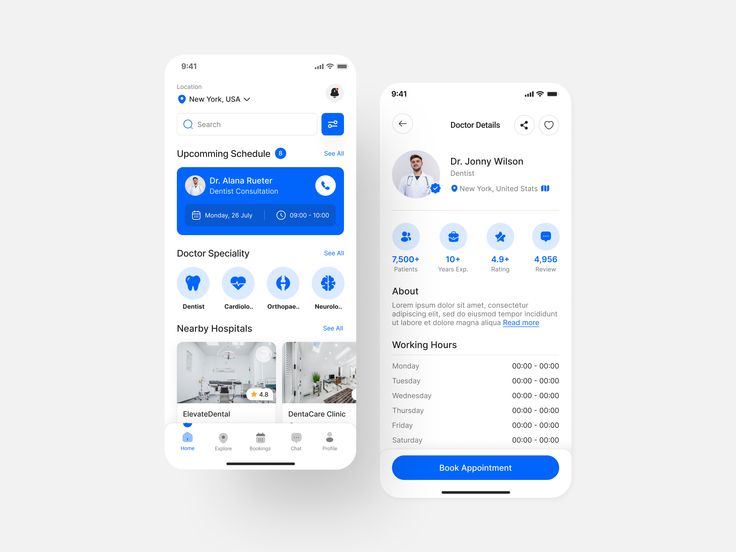 9:41
Location
New York, USA
Search
Upcomming Schedule 8 See All
Dr. Alana Rueter
Dentist Consultation
Monday, 26 July 09:00 - 10:00
Doctor Speciality See All
Dentist Cardiolo.. Orthopae.. Neurolo..
Nearby Hospitals See All
4.8
ElevateDental DentaCare Clinic
Home Explore Bookings Chat Profile
9:41
Doctor Details
Dr. Jonny Wilson
Dentist
New York, United Stats
7,500+ 10+ 4.9+ 4,956
Patients Years Exp. Rating Review
About
Lorem ipsum dolor sit amet, consectetur
adipiscing elit, sed do eiusmod tempor incididunt
ut labore et dolore magna aliqua Read more
Working Hours
Monday 00:00 - 00:00
Tuesday 00:00 - 00:00
Wednesday 00:00 - 00:00
Thursday 00:00 - 00:00
Friday 00:00 - 00:00
Saturday 00:00 - 00:00
Book Appointment